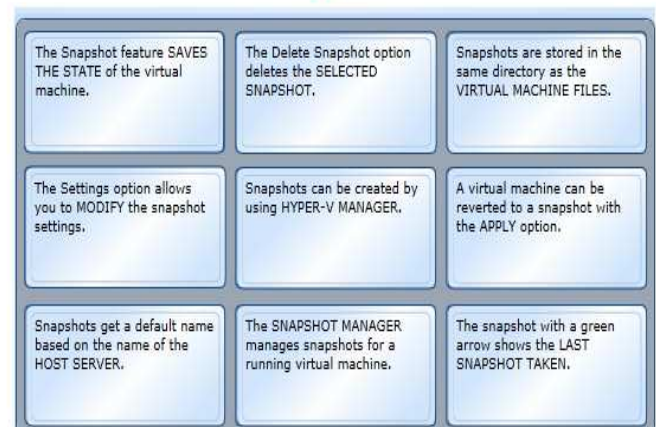 The Snapshot feature SAVES
THE STATE of the virtual
machine.
The Delete Snapshot option
deletes the SELECTED
SNAPSHOT.
Snapshots are stored in the
same directory as the
VIRTUAL MACHINE FILES.
The Settings option allows
you to MODIFY the snapshot
settings.
Snapshots can be created by
using HYPER-V MANAGER.
A virtual machine can be
reverted to a snapshot with
the APPLY option.
Snapshots get a default name
based on the name of the
HOST SERVER.
The SNAPSHOT MANAGER
manages snapshots for a
running virtual machine.
The snapshot with a green
arrow shows the LAST
SNAPSHOT TAKEN.